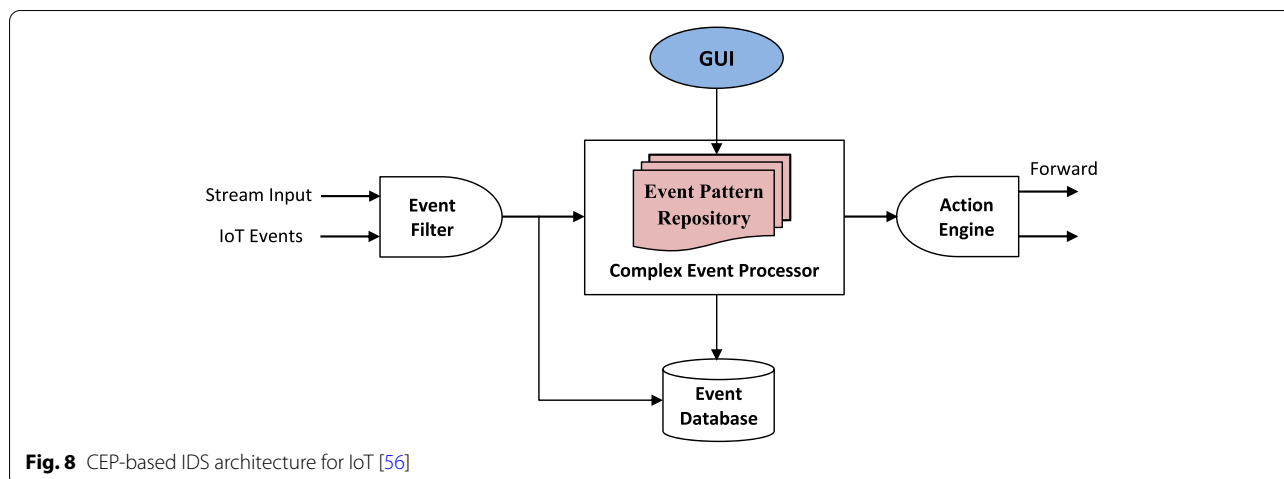 GUI
Stream Input
IoT Events
Event
Filter
Event Pattern
Repository
Complex Event Processor
Action
Engine
Forward
Event
Database
Fig. 8 CEP-based IDS architecture for IoT [56]